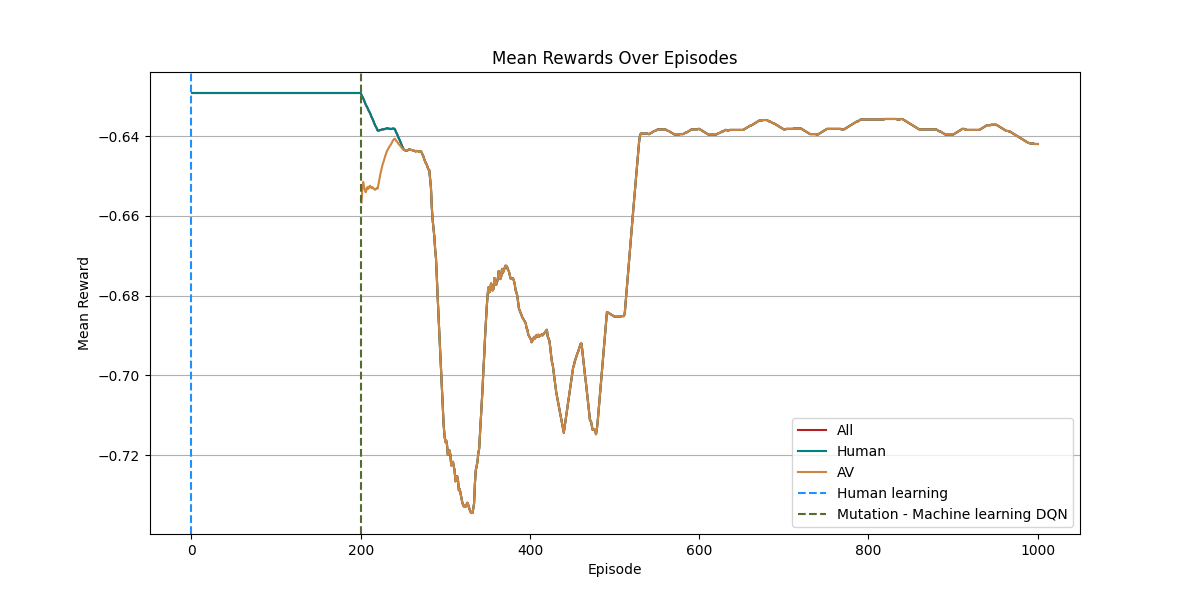 Mean Rewards Over Episodes
Mean Reward
−0.64
−0.66
−0.68
−0.70
−0.72
0
200
400
600
800
1000
Episode
All
Human
AV
Human learning
Mutation - Machine learning DQN